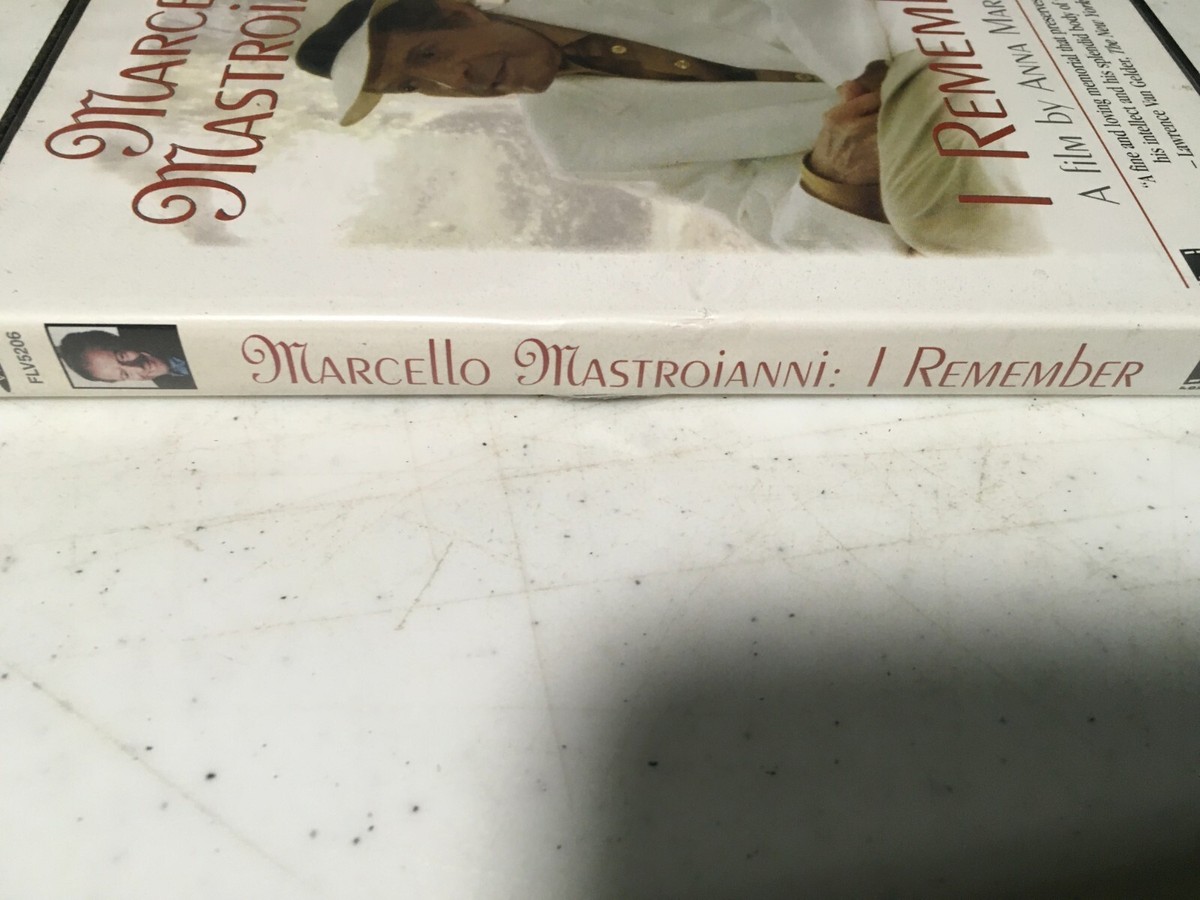 MARCE
MASTROI
I REMEM
A film by ANNA MAR
"A fine and loving memorial that preserve
his intellect and his splendid body of
Lawrence Van Gelder, The New York
FLV5206
MARCEllo MASTROiANNi: I REMEMbER